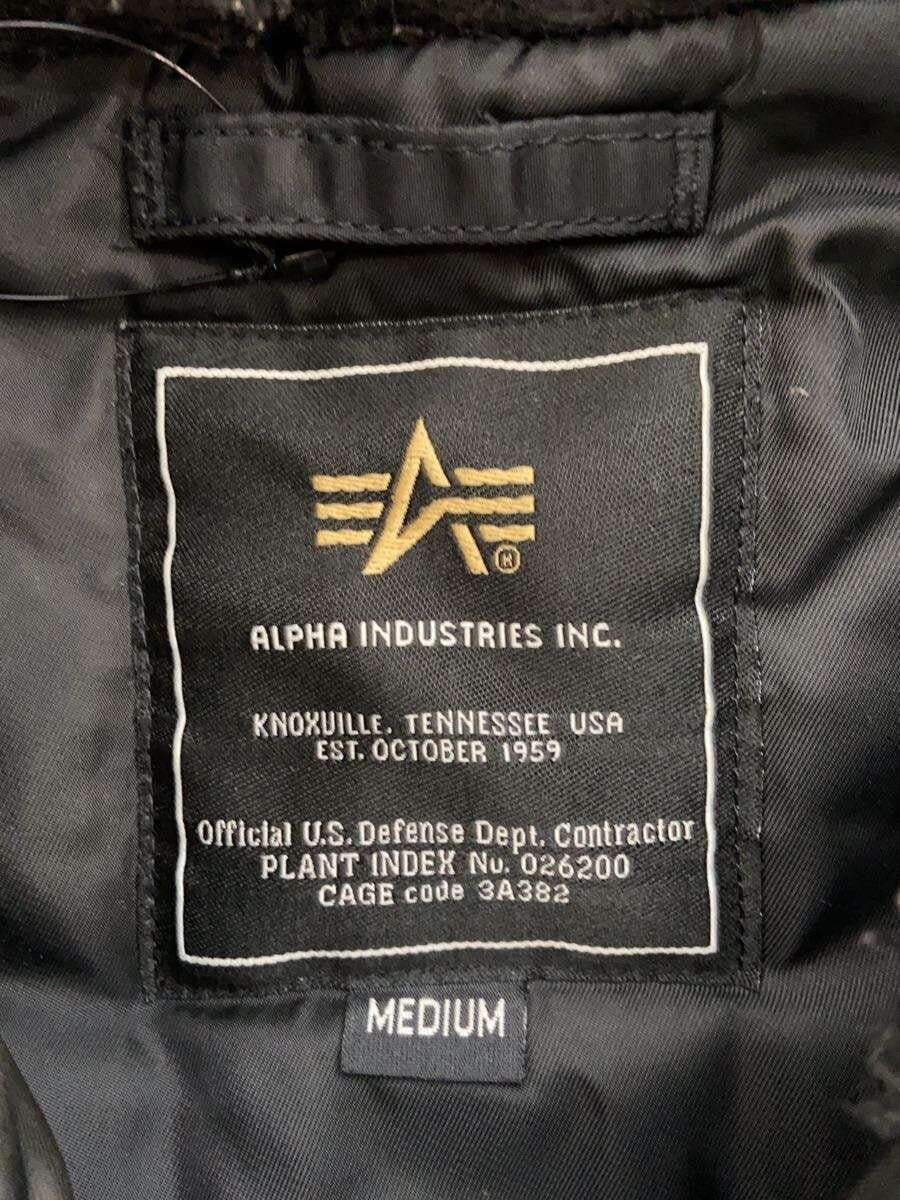 ALPHA INDUSTRIES INC.
KNOXVILLE, TENNESSEE USA
EST. OCTOBER 1959
Official U.S. Defense Dept. Contractor
PLANT INDEX No. 026200
CAGE code 3A382
MEDIUM